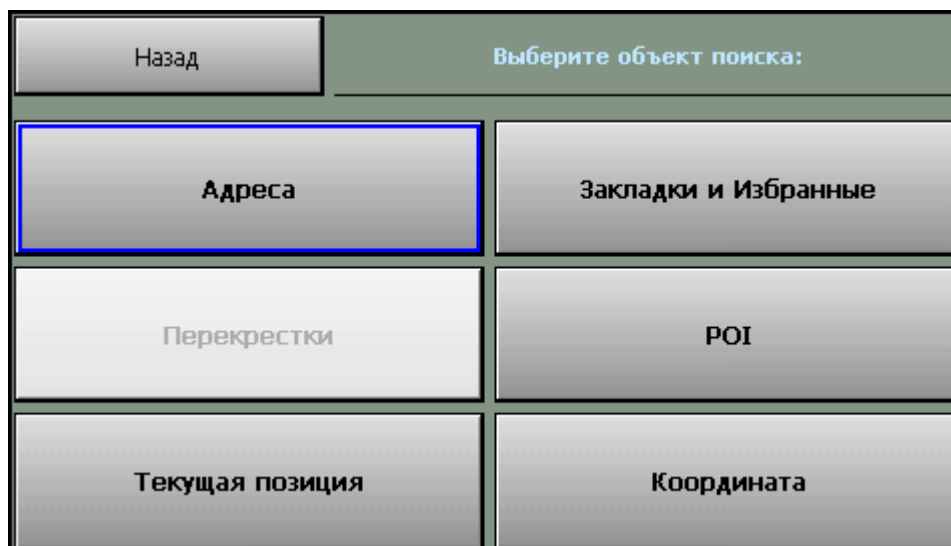 Назад
Выберите объект поиска:
Адреса
Закладки и Избранные
Перекрестки
POI
Текущая позиция
Координата